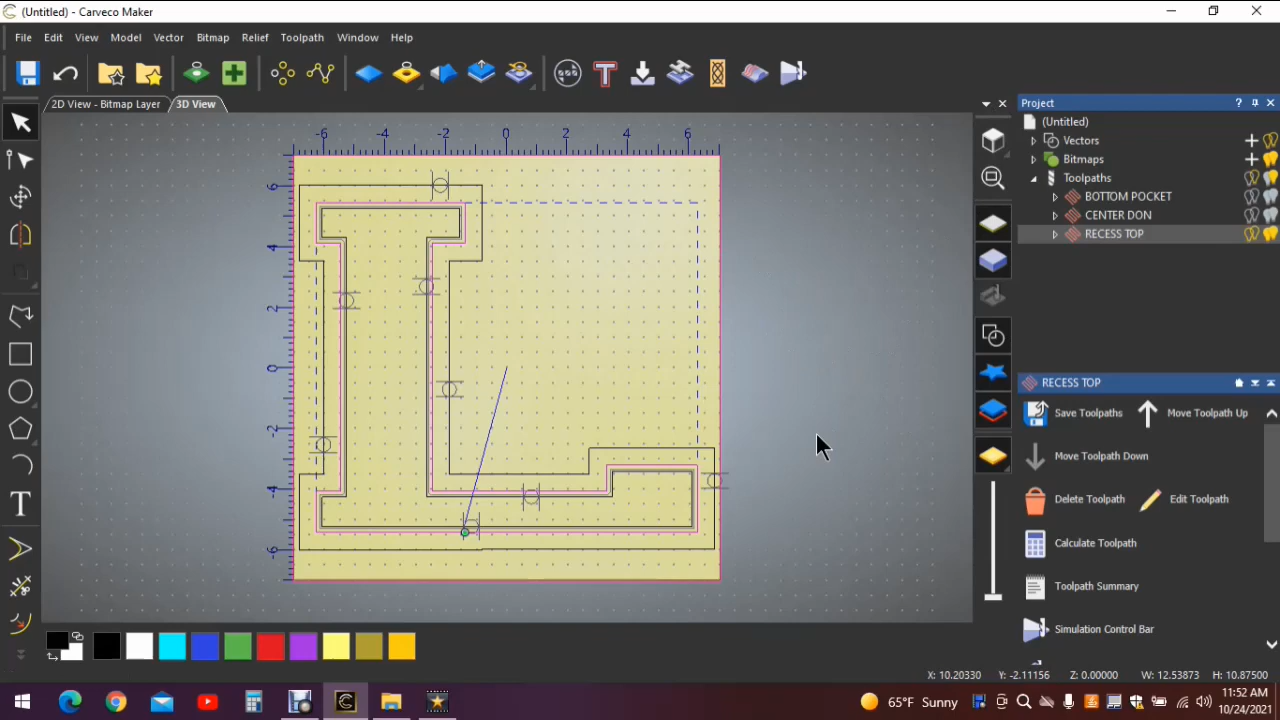 (Untitled) - Carveco Maker
File Edit View Model Vector Bitmap Relief Toolpath Window Help
2D View - Bitmap Layer 3D View
Project
(Untitled)
Vectors
Bitmaps
Toolpaths
BOTTOM POCKET
CENTER DON
RECESS TOP
-6 -4 -2 0 2 4 6
6
4
2
0
-2
-4
-6
RECESS TOP
Save Toolpaths Move Toolpath Up
Move Toolpath Down
Delete Toolpath Edit Toolpath
Calculate Toolpath
Toolpath Summary
Simulation Control Bar
X: 10.20330 Y: -2.11156 Z: 0.00000 W: 12.53873 H: 10.87500
65°F Sunny
11:52 AM
10/24/2021